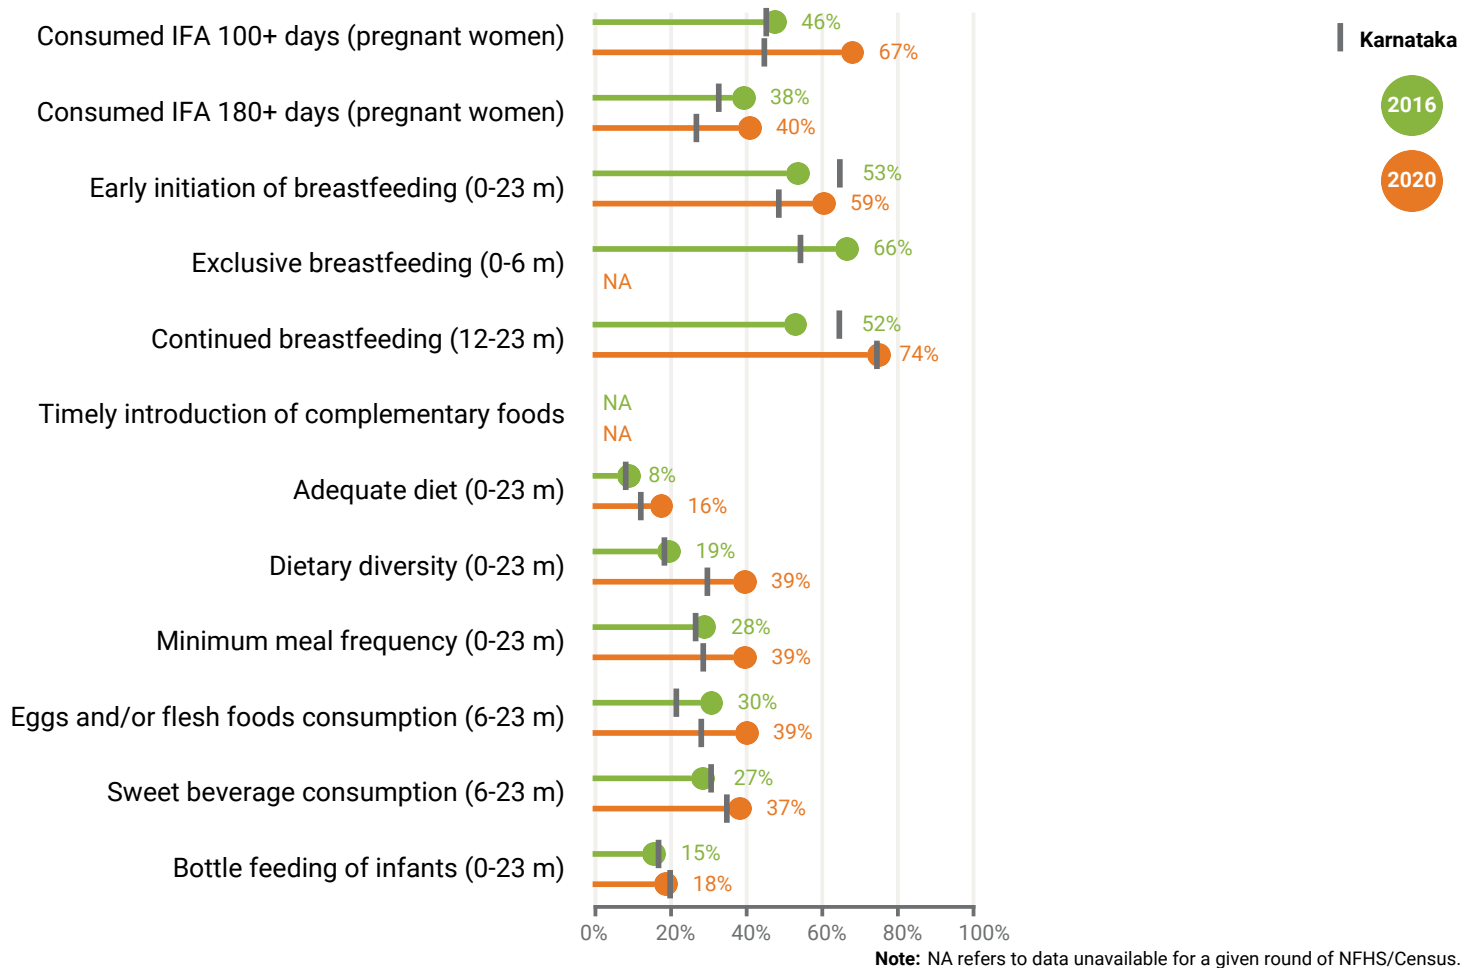 Consumed IFA 100+ days (pregnant women)
46%
67%
Consumed IFA 180+ days (pregnant women)
38%
40%
Early initiation of breastfeeding (0-23 m)
53%
59%
Exclusive breastfeeding (0-6 m)
66%
NA
Continued breastfeeding (12-23 m)
52%
74%
Timely introduction of complementary foods
NA
NA
Adequate diet (0-23 m)
8%
16%
Dietary diversity (0-23 m)
19%
39%
Minimum meal frequency (0-23 m)
28%
39%
Eggs and/or flesh foods consumption (6-23 m)
30%
39%
Sweet beverage consumption (6-23 m)
27%
37%
Bottle feeding of infants (0-23 m)
15%
18%
0% 20% 40% 60% 80% 100%
Karnataka
2016
2020
Note: NA refers to data unavailable for a given round of NFHS/Census.